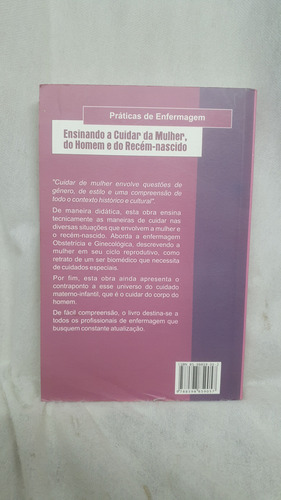 Práticas de Enfermagem
Ensinando a Cuidar da Mulher,
do Homem e do Recém-nascido
"Cuidar de mulher envolve questões de
gênero, de estilo e uma compreensão de
todo o contexto histórico e cultural".
De maneira didática, esta obra ensina
tecnicamente as maneiras de cuidar nas
diversas situações que envolvem a mulher e
o recém-nascido. Aborda a enfermagem
Obstetrícia e Ginecológica, descrevendo a
mulher em seu ciclo reprodutivo, como
retrato de um ser biomédico que necessita
de cuidados especiais.
Por fim, esta obra ainda apresenta o
contraponto a esse universo do cuidado
materno-infantil, que é o cuidar do corpo do
homem.
De fácil compreensão, o livro destina-se a
todos os profissionais de enfermagem que
busquem constante atualização.